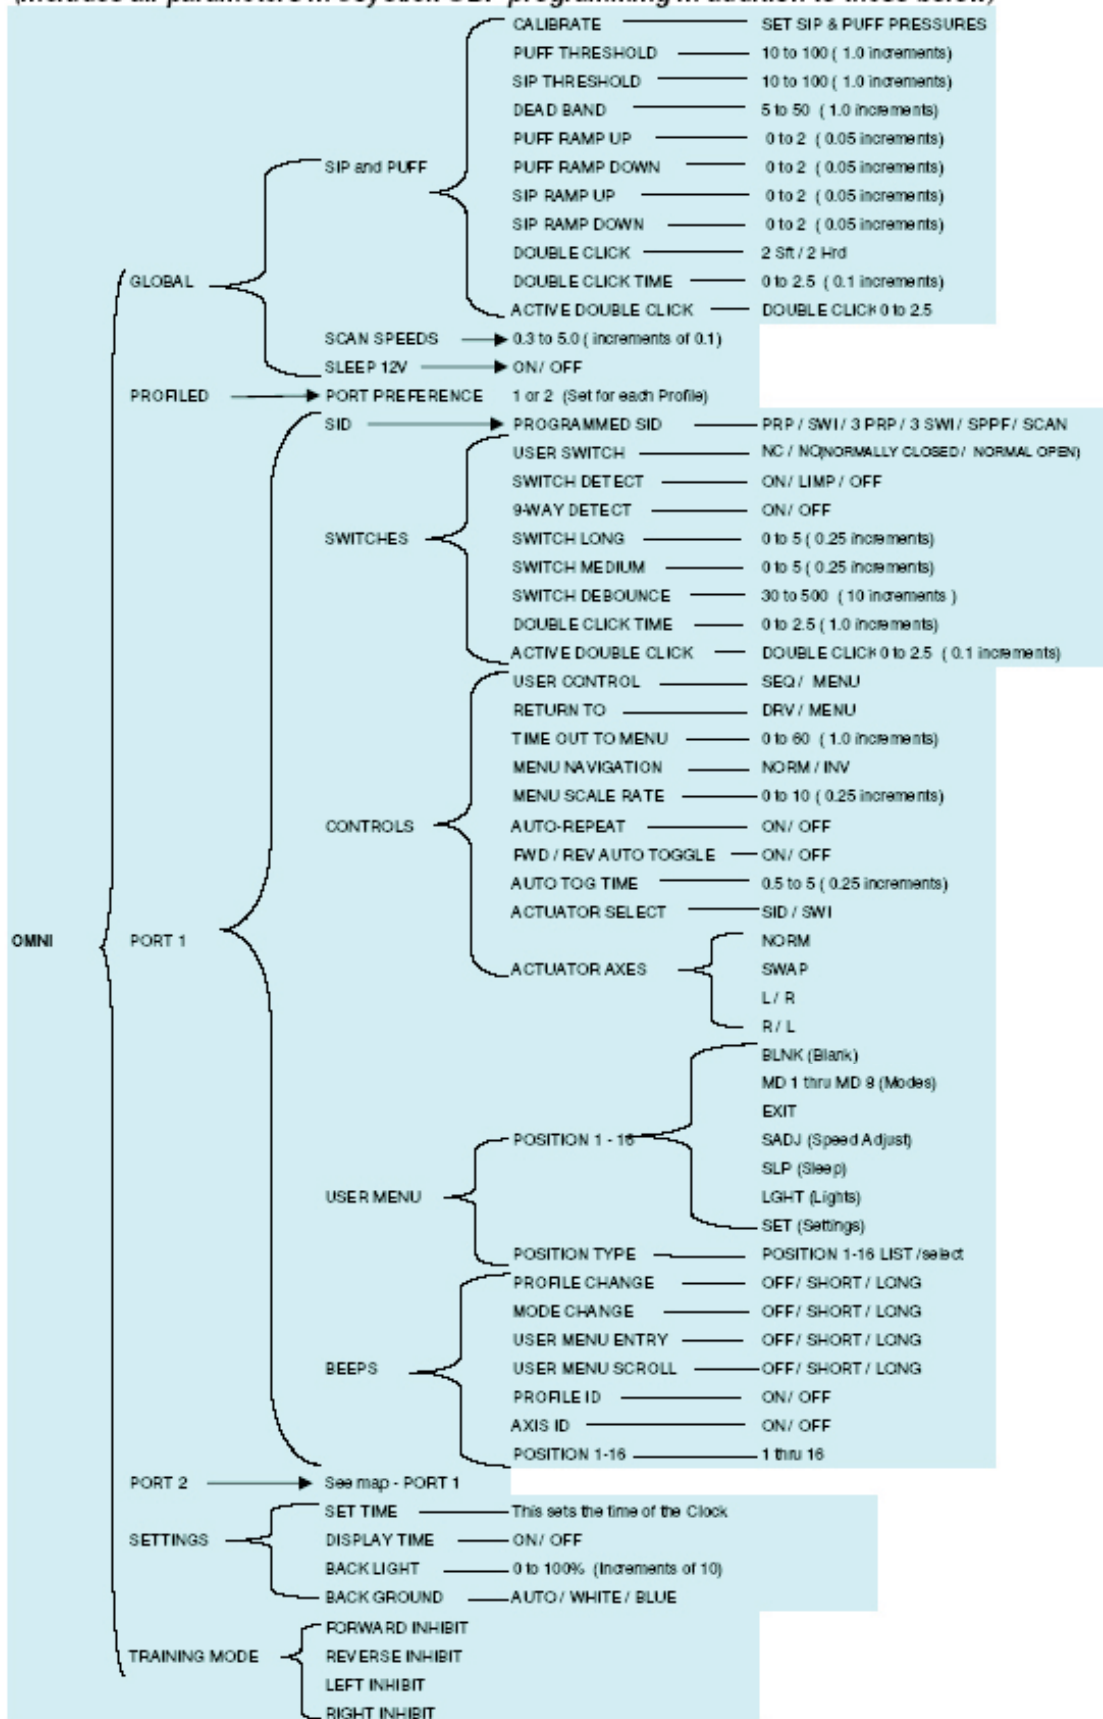 (Includes all parameters in Joystick OBP programming in addition to those below)
CALIBRATE SET SIP & PUFF PRESSURES
PUFF THRESHOLD 10 to 100 ( 1.0 increments)
SIP THRESHOLD 10 to 100 ( 1.0 increments)
DEAD BAND 5 to 50 ( 1.0 increments)
PUFF RAMP UP 0 to 2 ( 0.05 increments)
SIP and PUFF PUFF RAMP DOWN 0 to 2 ( 0.05 increments)
SIP RAMP UP 0 to 2 ( 0.05 increments)
SIP RAMP DOWN 0 to 2 ( 0.05 increments)
DOUBLE CLICK 2 Sft / 2 Hrd
GLOBAL DOUBLE CLICK TIME 0 to 2.5 ( 0.1 increments)
ACTIVE DOUBLE CLICK DOUBLE CLICK 0 to 2.5
SCAN SPEEDS 0.3 to 5.0 ( increments of 0.1)
SLEEP 12V ON / OFF
PROFILED PORT PREFERENCE 1 or 2 (Set for each Profile)
SID PROGRAMMED SID PRP / SWI / 3 PRP / 3 SWI / SPPF / SCAN
USER SWITCH NC / NO(NORMALLY CLOSED / NORMAL OPEN)
SWITCH DETECT ON / LIMP / OFF
9-WAY DETECT ON / OFF
SWITCHES SWITCH LONG 0 to 5 ( 0.25 increments)
SWITCH MEDIUM 0 to 5 ( 0.25 increments)
SWITCH DEBOUNCE 30 to 500 ( 10 increments )
DOUBLE CLICK TIME 0 to 2.5 ( 1.0 increments)
ACTIVE DOUBLE CLICK DOUBLE CLICK 0 to 2.5 ( 0.1 increments)
USER CONTROL SEQ / MENU
RETURN TO DRV / MENU
TIME OUT TO MENU 0 to 60 ( 1.0 increments)
MENU NAVIGATION NORM / INV
MENU SCALE RATE 0 to 10 ( 0.25 increments)
CONTROLS AUTO-REPEAT ON / OFF
FWD / REV AUTO TOGGLE ON / OFF
AUTO TOG TIME 0.5 to 5 ( 0.25 increments)
ACTUATOR SELECT SID / SWI
OMNI PORT 1 NORM
ACTUATOR AXES SWAP
L / R
R / L
BLNK (Blank)
MD 1 thru MD 8 (Modes)
EXIT
POSITION 1 - 16 SADJ (Speed Adjust)
SLP (Sleep)
USER MENU LGHT (Lights)
SET (Settings)
POSITION TYPE POSITION 1-16 LIST /select
PROFILE CHANGE OFF / SHORT / LONG
MODE CHANGE OFF / SHORT / LONG
USER MENU ENTRY OFF / SHORT / LONG
BEEPS USER MENU SCROLL OFF / SHORT / LONG
PROFILE ID ON / OFF
AXIS ID ON / OFF
POSITION 1-16 1 thru 16
PORT 2 See map - PORT 1
SET TIME This sets the time of the Clock
SETTINGS DISPLAY TIME ON / OFF
BACK LIGHT 0 to 100% (Increments of 10)
BACK GROUND AUTO / WHITE / BLUE
FORWARD INHIBIT
TRAINING MODE REVERSE INHIBIT
LEFT INHIBIT
RIGHT INHIBIT